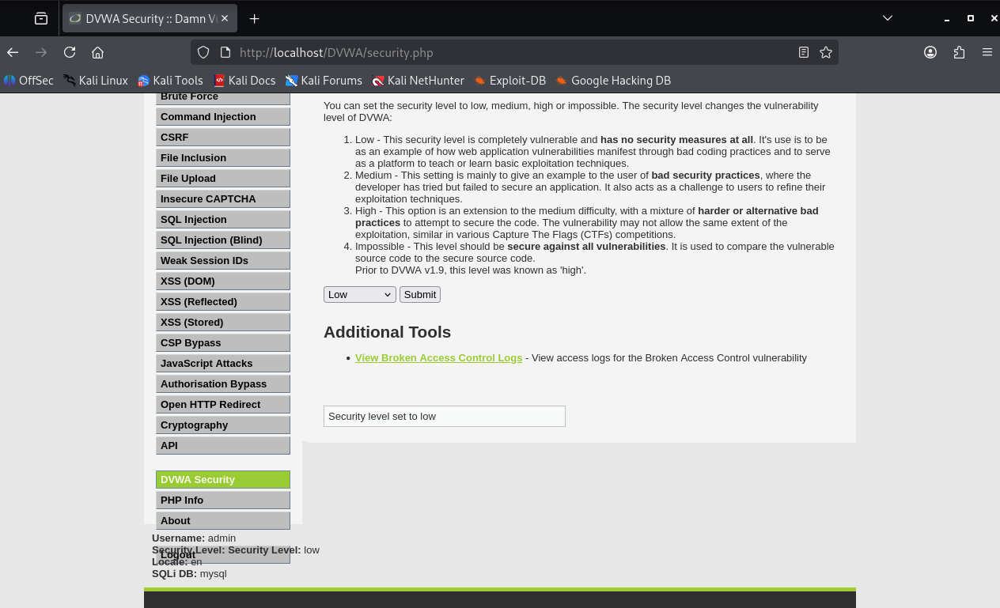 DVWA Security :: Damn Vu
http://localhost/DVWA/security.php
OffSec Kali Linux Kali Tools Kali Docs Kali Forums Kali NetHunter Exploit-DB Google Hacking DB
Brute Force
Command Injection
CSRF
File Inclusion
File Upload
Insecure CAPTCHA
SQL Injection
SQL Injection (Blind)
Weak Session IDs
XSS (DOM)
XSS (Reflected)
XSS (Stored)
CSP Bypass
JavaScript Attacks
Authorisation Bypass
Open HTTP Redirect
Cryptography
API
DVWA Security
PHP Info
About
Logout
You can set the security level to low, medium, high or impossible. The security level changes the vulnerability
level of DVWA:
1. Low - This security level is completely vulnerable and has no security measures at all. It's use is to be
as an example of how web application vulnerabilities manifest through bad coding practices and to serve
as a platform to teach or learn basic exploitation techniques.
2. Medium - This setting is mainly to give an example to the user of bad security practices, where the
developer has tried but failed to secure an application. It also acts as a challenge to users to refine their
exploitation techniques.
3. High - This option is an extension to the medium difficulty, with a mixture of harder or alternative bad
practices to attempt to secure the code. The vulnerability may not allow the same extent of the
exploitation, similar in various Capture The Flags (CTFs) competitions.
4. Impossible - This level should be secure against all vulnerabilities. It is used to compare the vulnerable
source code to the secure source code.
Prior to DVWA v1.9, this level was known as 'high'.
Low Submit
Additional Tools
• View Broken Access Control Logs - View access logs for the Broken Access Control vulnerability
Security level set to low
Username: admin
Security Level: Security Level: low
Locale: en
SQLi DB: mysql